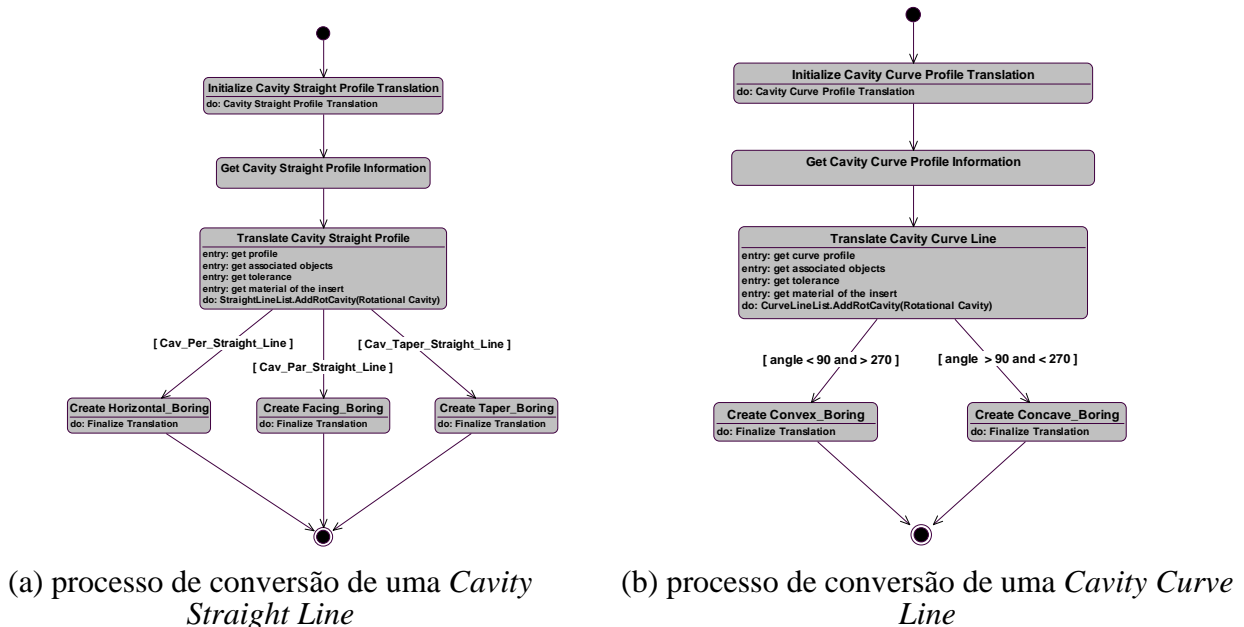 Initialize Cavity Straight Profile Translation
do: Cavity Straight Profile Translation
Get Cavity Straight Profile Information
Translate Cavity Straight Profile
entry: get profile
entry: get associated objects
entry: get tolerance
entry: get material of the insert
do: StraightLineList.AddRotCavity(Rotational Cavity)
[ Cav_Per_Straight_Line ]
[ Cav_Par_Straight_Line ]
[ Cav_Taper_Straight_Line ]
Create Horizontal_Boring
do: Finalize Translation
Create Facing_Boring
do: Finalize Translation
Create Taper_Boring
do: Finalize Translation
(a) processo de conversão de uma Cavity
Straight Line
Initialize Cavity Curve Profile Translation
do: Cavity Curve Profile Translation
Get Cavity Curve Profile Information
Translate Cavity Curve Line
entry: get curve profile
entry: get associated objects
entry: get tolerance
entry: get material of the insert
do: CurveLineList.AddRotCavity(Rotational Cavity)
[ angle < 90 and > 270 ]
[ angle > 90 and < 270 ]
Create Convex_Boring
do: Finalize Translation
Create Concave_Boring
do: Finalize Translation
(b) processo de conversão de uma Cavity Curve
Line